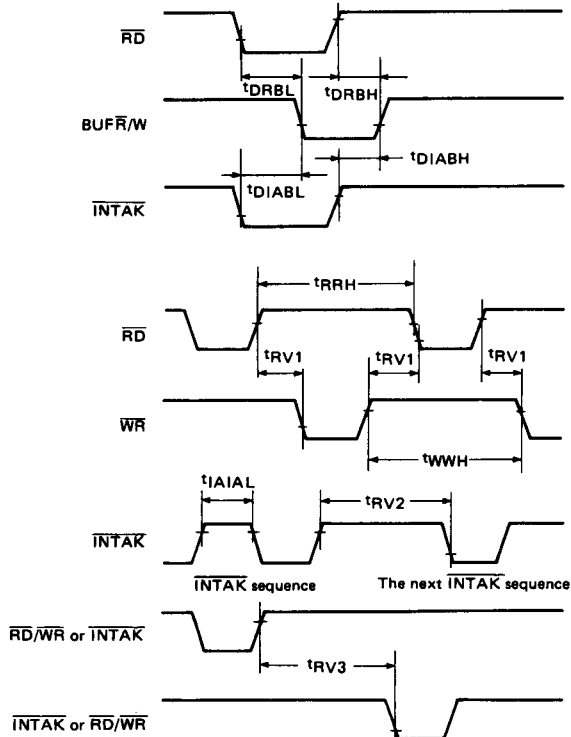 RD
tDRBL tDRBH
BUFR/W
tDIABH
tDIABL
INTAK
tRRH
RD
tRV1 tRV1 tRV1
WR
tWWH
tIAIAL
tRV2
INTAK
INTAK sequence The next INTAK sequence
RD/WR or INTAK
tRV3
INTAK or RD/WR